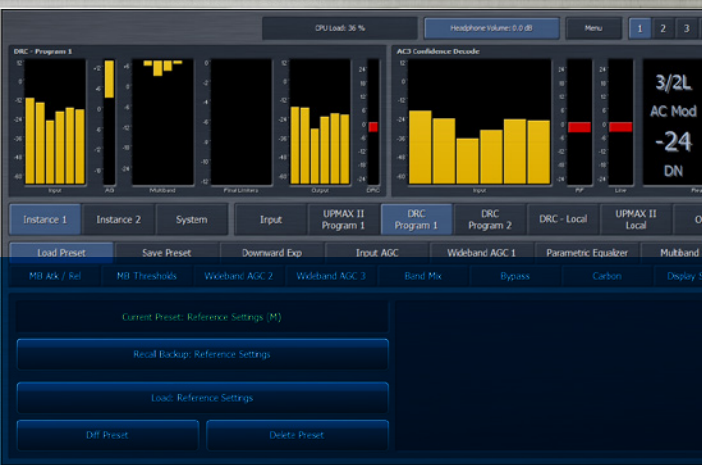 CPU Load: 36 %
Headphone Volume: 0.0 dB
Menu
1 2 3
DRC - Program 1
AC3 Confidence Decode
3/2L
AC Mod
-24
DN
Input
AG
Multiband
Final Limiters
Output
DRC
Input
RF
Line
Instance 1
Instance 2
System
Input
UPMAX II
Program 1
DRC
Program 1
DRC
Program 2
DRC - Local
UPMAX II
Local
Load Preset
Save Preset
Downward Exp
Input AGC
Wideband AGC 1
Parametric Equalizer
Multiband
MB Atk / Rel
MB Thresholds
Wideband AGC 2
Wideband AGC 3
Band Mix
Bypass
Carbon
Display S
Current Preset: Reference Settings (M)
Recall Backup: Reference Settings
Load: Reference Settings
Diff Preset
Delete Preset